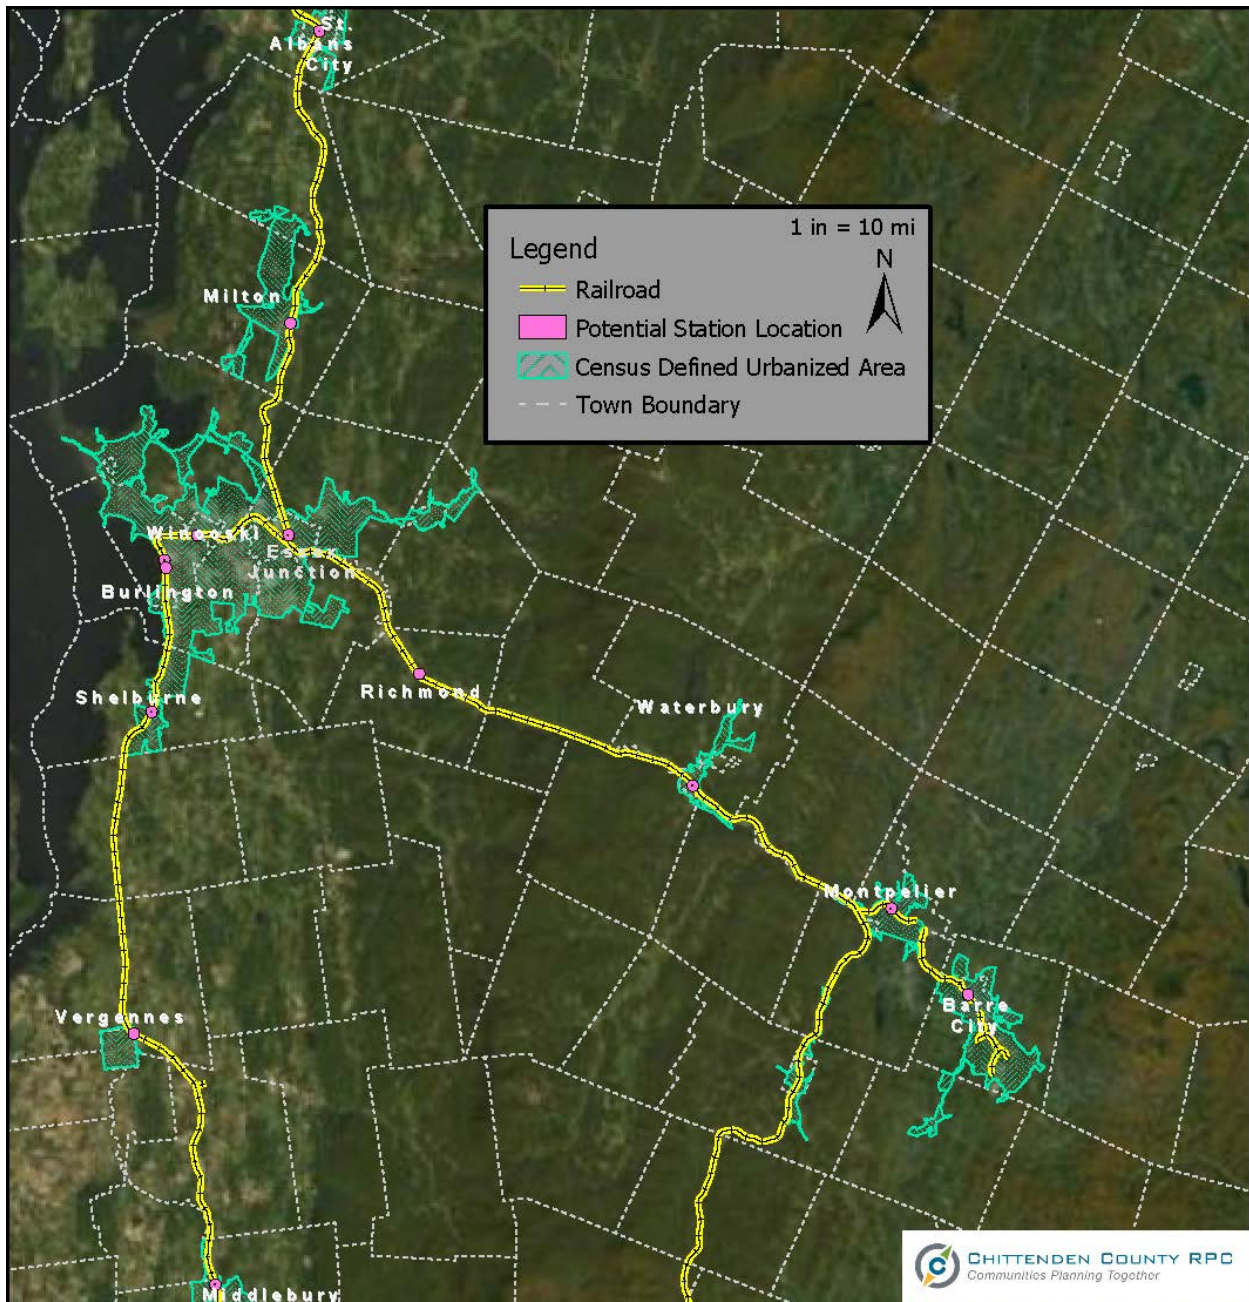 St.
Albans
City
1 in = 10 mi
Legend
N
Railroad
Milton
Potential Station Location
Census Defined Urbanized Area
Town Boundary
Winooski
Essex
Junction
Burlington
Richmond
Shelburne
Waterbury
Montpelier
Barre
City
Vergennes
CHITTENDEN COUNTY RPC
Communities Planning Together
Middlebury